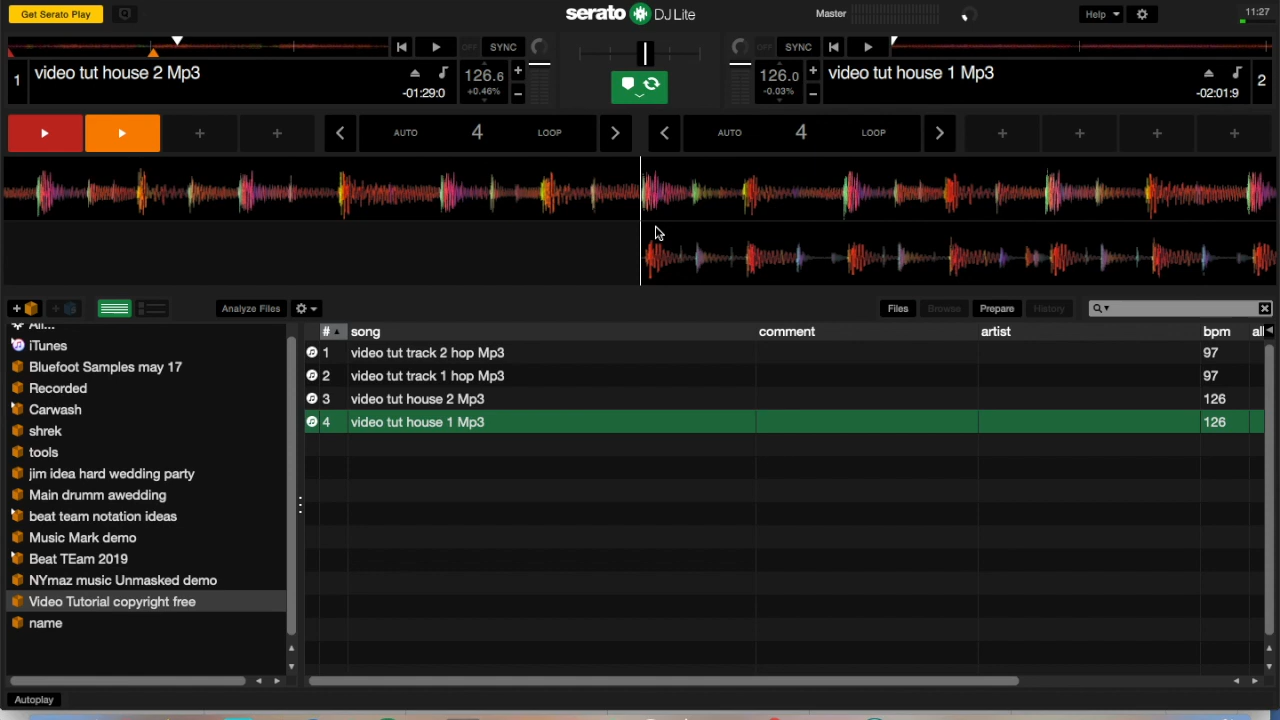 Get Serato Play
serato DJ Lite
Master
Help
11:27
OFF SYNC
OFF SYNC
1 video tut house 2 Mp3
-01:29:0
126.6
+0.46%
126.0
-0.03%
video tut house 1 Mp3
-02:01:9
2
AUTO 4 LOOP
AUTO 4 LOOP
Analyze Files
Files Browse Prepare History
# song comment artist bpm al
All...
iTunes
Bluefoot Samples may 17
Recorded
Carwash
shrek
tools
jim idea hard wedding party
Main drumm awedding
beat team notation ideas
Music Mark demo
Beat TEam 2019
NYmaz music Unmasked demo
Video Tutorial copyright free
name
1 video tut track 2 hop Mp3 97
2 video tut track 1 hop Mp3 97
3 video tut house 2 Mp3 126
4 video tut house 1 Mp3 126
Autoplay